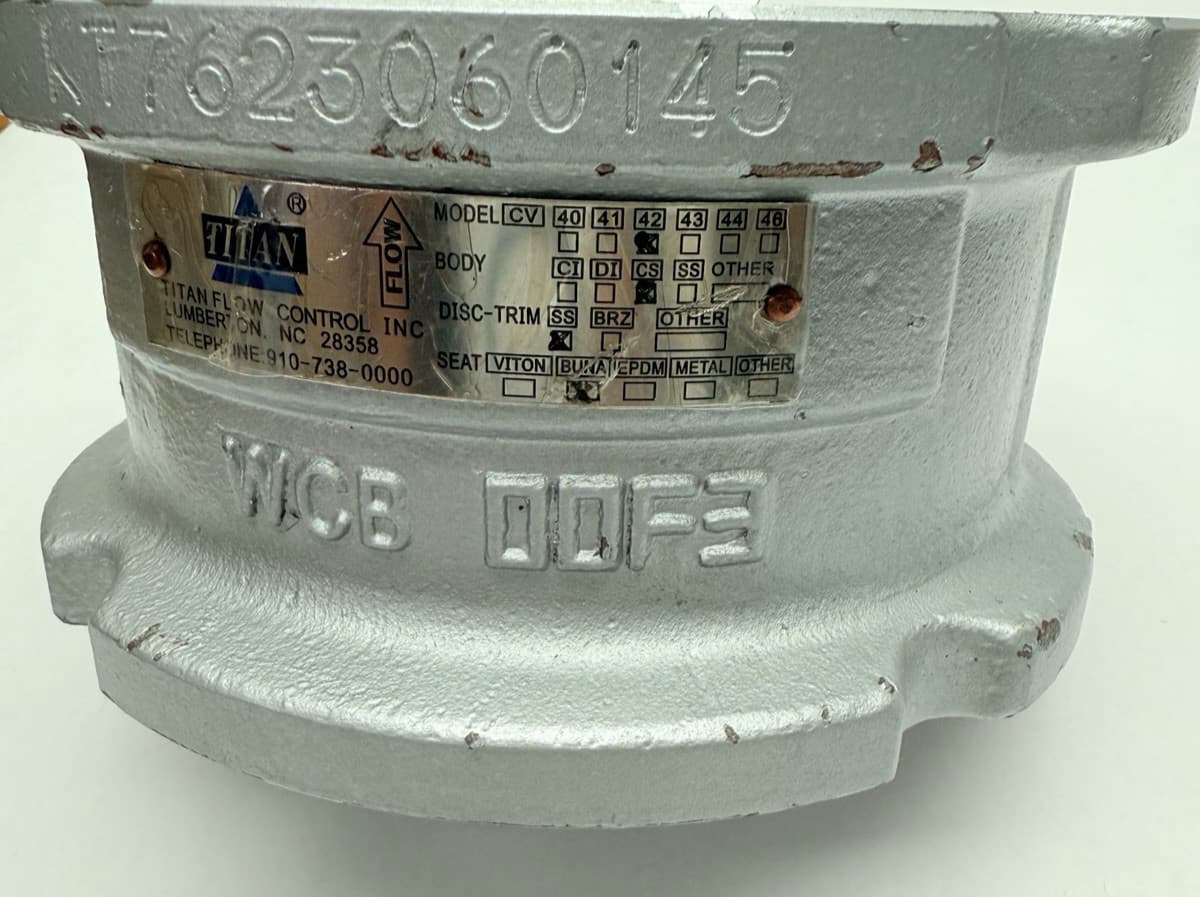 KT7623060145
TITAN ®
FLOW
TITAN FLOW CONTROL INC
LUMBERTON, NC 28358
TELEPHONE:910-738-0000
MODEL CV 40 41 42 43 44 46
BODY CI DI CS SS OTHER
DISC-TRIM SS BRZ OTHER
SEAT VITON BUNA EPDM METAL OTHER
WCB 00F3